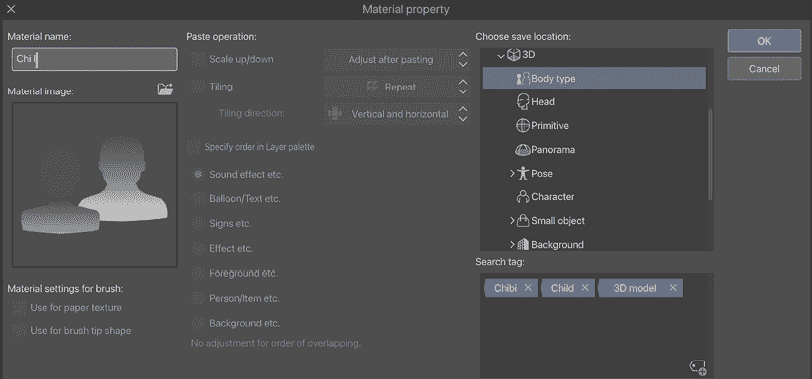 Material property
Material name:
Chi l
Material image:
Material settings for brush:
Use for paper texture
Use for brush tip shape
Paste operation:
Scale up/down
Adjust after pasting
Tiling
Repeat
Tiling direction:
Vertical and horizontal
Specify order in Layer palette
Sound effect etc.
Balloon/Text etc.
Signs etc.
Effect etc.
Foreground etc.
Person/Item etc.
Background etc.
No adjustment for order of overlapping.
Choose save location:
3D
Body type
Head
Primitive
Panorama
Pose
Character
Small object
Background
Search tag:
Chibi
Child
3D model
OK
Cancel